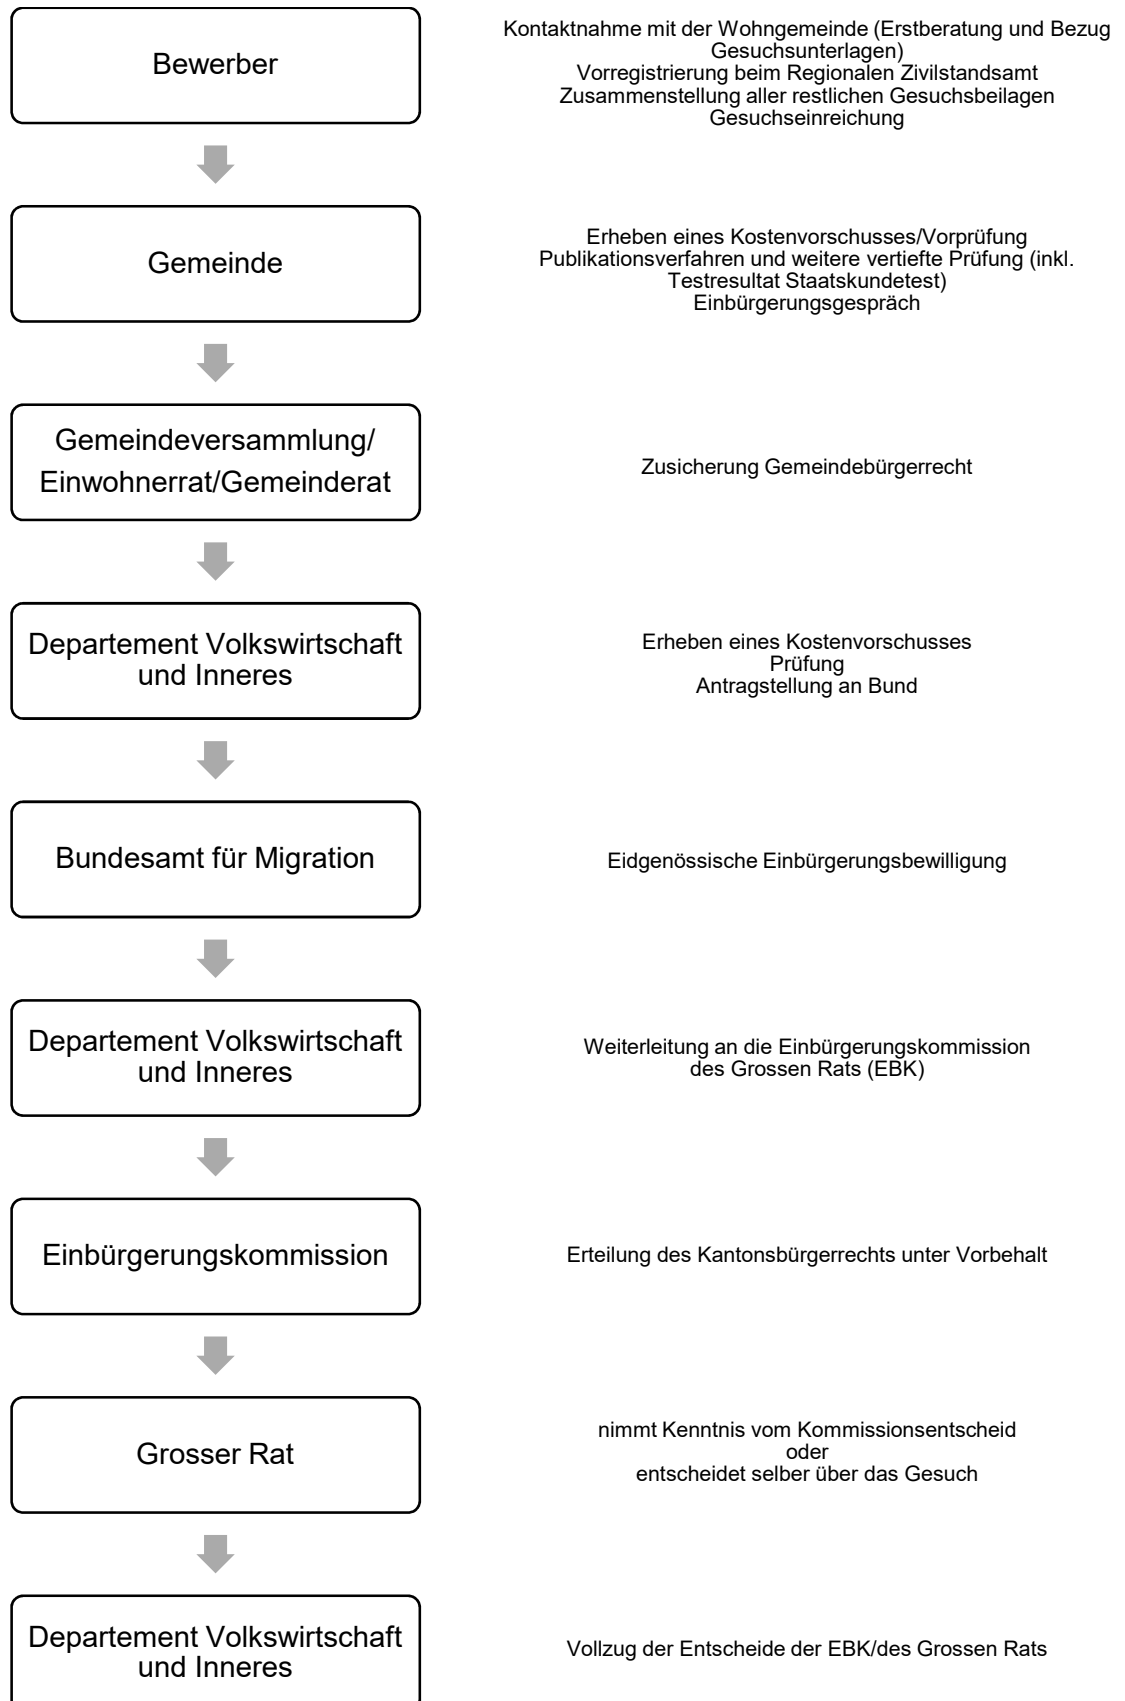 Bewerber
Kontaktnahme mit der Wohngemeinde (Erstberatung und Bezug
Gesuchsunterlagen)
Vorregistrierung beim Regionalen Zivilstandsamt
Zusammenstellung aller restlichen Gesuchsbeilagen
Gesuchseinreichung
Gemeinde
Erheben eines Kostenvorschusses/Vorprüfung
Publikationsverfahren und weitere vertiefte Prüfung (inkl.
Testresultat Staatskundetest)
Einbürgerungsgespräch
Gemeindeversammlung/
Einwohnerrat/Gemeinderat
Zusicherung Gemeindebürgerrecht
Departement Volkswirtschaft
und Inneres
Erheben eines Kostenvorschusses
Prüfung
Antragstellung an Bund
Bundesamt für Migration
Eidgenössische Einbürgerungsbewilligung
Departement Volkswirtschaft
und Inneres
Weiterleitung an die Einbürgerungskommission
des Grossen Rats (EBK)
Einbürgerungskommission
Erteilung des Kantonsbürgerrechts unter Vorbehalt
Grosser Rat
nimmt Kenntnis vom Kommissionsentscheid
oder
entscheidet selber über das Gesuch
Departement Volkswirtschaft
und Inneres
Vollzug der Entscheide der EBK/des Grossen Rats